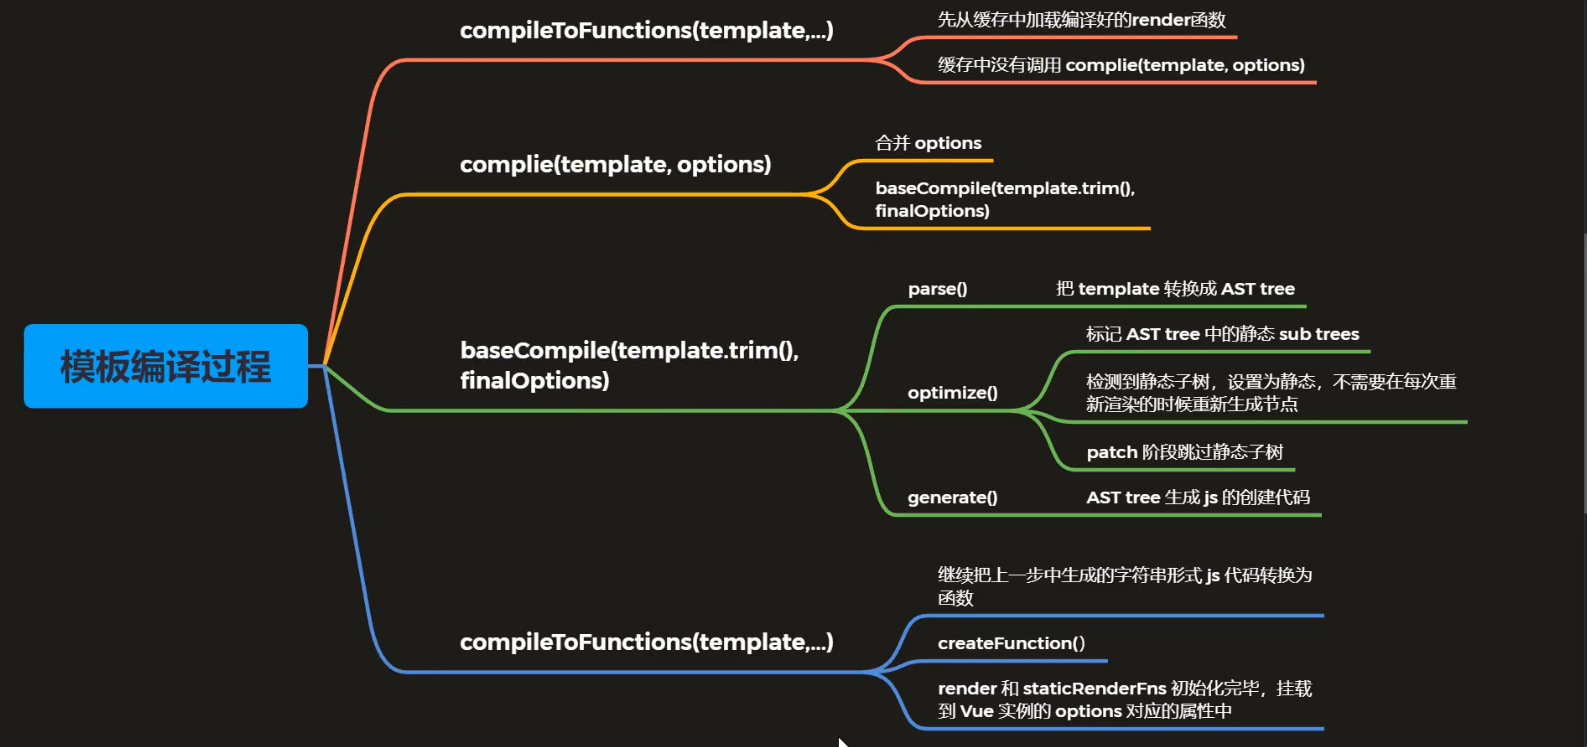 模板编译过程
compileToFunctions(template,...)
先从缓存中加载编译好的render函数
缓存中没有调用 complie(template, options)
complie(template, options)
合并 options
baseCompile(template.trim(),
finalOptions)
baseCompile(template.trim(),
finalOptions)
parse()
把 template 转换成 AST tree
optimize()
标记 AST tree 中的静态 sub trees
检测到静态子树，设置为静态，不需要在每次重
新渲染的时候重新生成节点
patch 阶段跳过静态子树
generate()
AST tree 生成 js 的创建代码
compileToFunctions(template,...)
继续把上一步中生成的字符串形式 js 代码转换为
函数
createFunction()
render 和 staticRenderFns 初始化完毕，挂载
到 Vue 实例的 options 对应的属性中